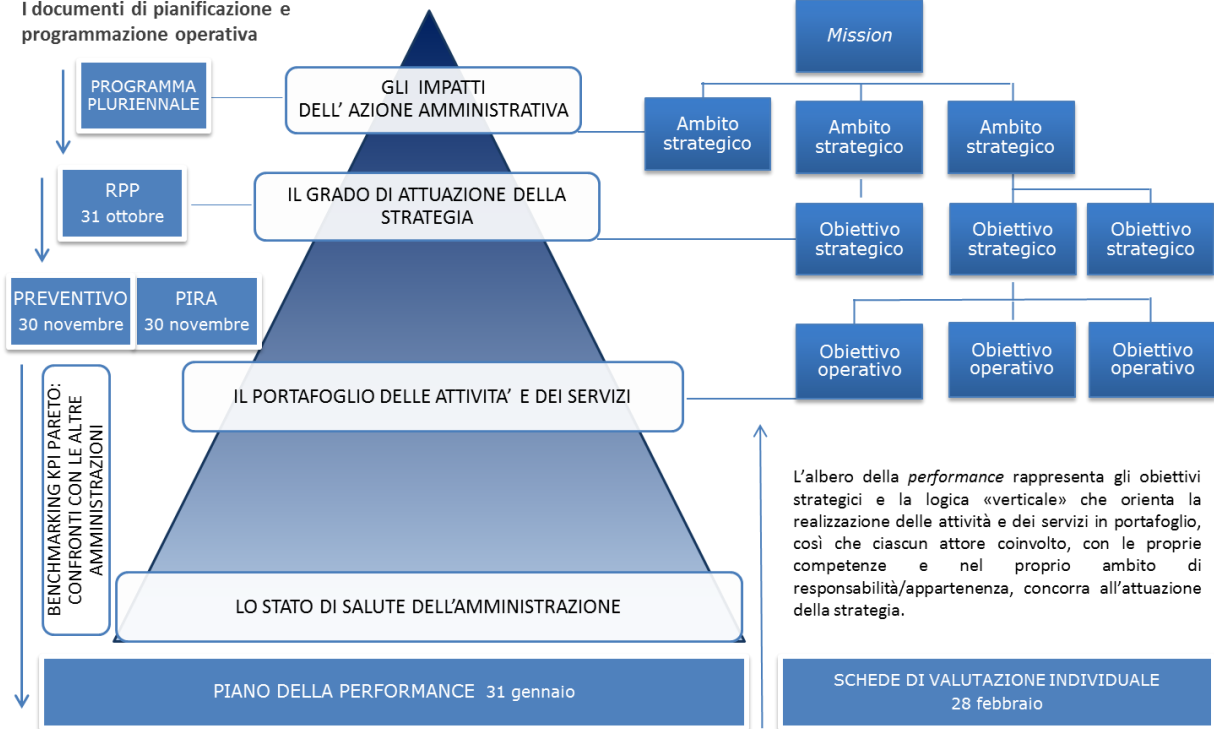 I documenti di pianificazione e
programmazione operativa
PROGRAMMA
PLURIENNALE
GLI  IMPATTI
DELL’ AZIONE AMMINISTRATIVA
Mission
Ambito
strategico
Ambito
strategico
Ambito
strategico
RPP
31 ottobre
IL GRADO DI ATTUAZIONE DELLA
STRATEGIA
Obiettivo
strategico
Obiettivo
strategico
Obiettivo
strategico
PREVENTIVO
30 novembre
PIRA
30 novembre
Obiettivo
operativo
Obiettivo
operativo
Obiettivo
operativo
IL PORTAFOGLIO DELLE ATTIVITA’ E DEI SERVIZI
BENCHMARKING KPI PARETO:
CONFRONTI CON LE ALTRE
AMMINISTRAZIONI
L’albero della performance rappresenta gli obiettivi
strategici e la logica «verticale» che orienta la
realizzazione delle attività e dei servizi in portafoglio,
così che ciascun attore coinvolto, con le proprie
competenze e nel proprio ambito di
responsabilità/appartenenza, concorra all’attuazione
della strategia.
LO STATO DI SALUTE DELL’AMMINISTRAZIONE
PIANO DELLA PERFORMANCE 31 gennaio
SCHEDE DI VALUTAZIONE INDIVIDUALE
28 febbraio